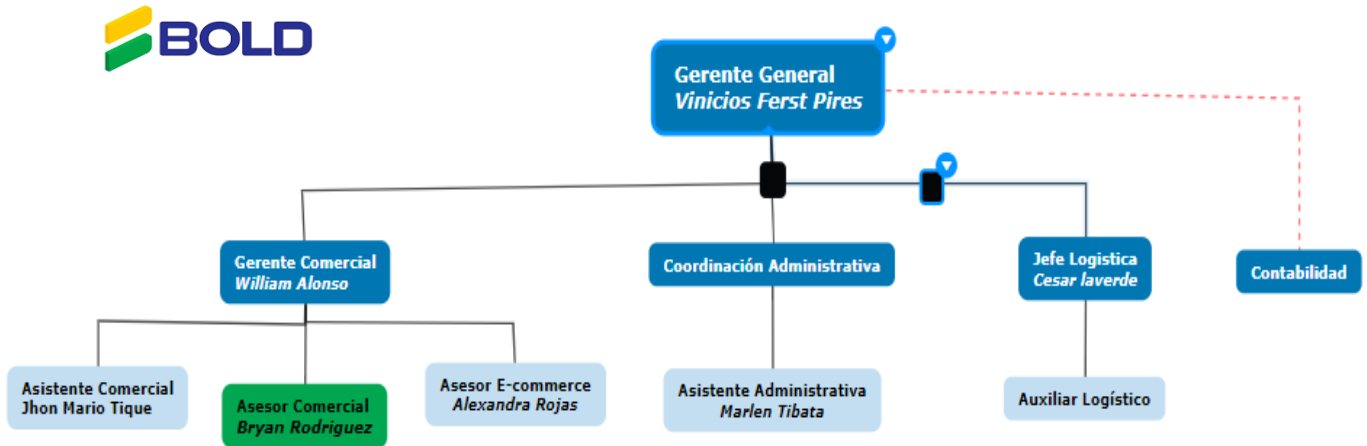 BOLD
Gerente General
Vinicios Ferst Pires
Gerente Comercial
William Alonso
Coordinación Administrativa
Jefe Logistica
Cesar laverde
Contabilidad
Asistente Comercial
Jhon Mario Tique
Asesor Comercial
Bryan Rodriguez
Asesor E-commerce
Alexandra Rojas
Asistente Administrativa
Marlen Tibata
Auxiliar Logístico